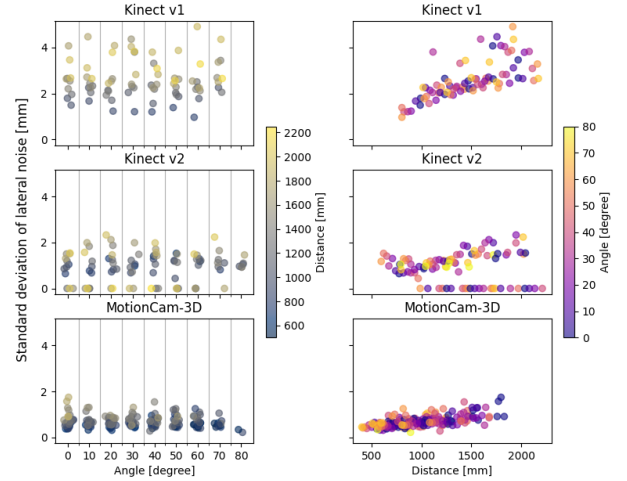 Kinect v1
Kinect v1
4
2
0
Kinect v2
Kinect v2
4
2
0
MotionCam-3D
MotionCam-3D
4
2
0
0 10 20 30 40 50 60 70 80
Angle [degree]
500 1000 1500 2000
Distance [mm]
Standard deviation of lateral noise [mm]
2200
2000
1800
1600
1400
1200
1000
800
600
Distance [mm]
80
70
60
50
40
30
20
10
0
Angle [degree]